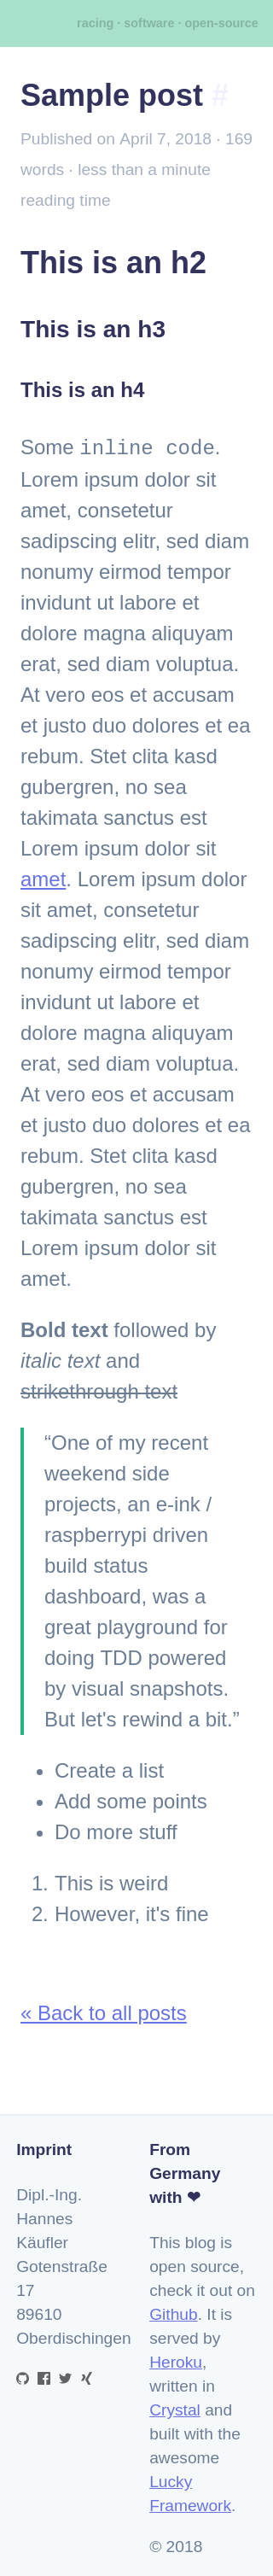 racing · software · open-source
Sample post #
Published on April 7, 2018 · 169
words · less than a minute
reading time
This is an h2
This is an h3
This is an h4
Some inline code.
Lorem ipsum dolor sit
amet, consetetur
sadipscing elitr, sed diam
nonumy eirmod tempor
invidunt ut labore et
dolore magna aliquyam
erat, sed diam voluptua.
At vero eos et accusam
et justo duo dolores et ea
rebum. Stet clita kasd
gubergren, no sea
takimata sanctus est
Lorem ipsum dolor sit
amet. Lorem ipsum dolor
sit amet, consetetur
sadipscing elitr, sed diam
nonumy eirmod tempor
invidunt ut labore et
dolore magna aliquyam
erat, sed diam voluptua.
At vero eos et accusam
et justo duo dolores et ea
rebum. Stet clita kasd
gubergren, no sea
takimata sanctus est
Lorem ipsum dolor sit
amet.
Bold text followed by
italic text and
strikethrough text
“One of my recent
weekend side
projects, an e-ink /
raspberrypi driven
build status
dashboard, was a
great playground for
doing TDD powered
by visual snapshots.
But let's rewind a bit.”
• Create a list
• Add some points
• Do more stuff
1. This is weird
2. However, it's fine
« Back to all posts
Imprint
Dipl.-Ing.
Hannes
Käufler
Gotenstraße
17
89610
Oberdischingen
From
Germany
with ❤
This blog is
open source,
check it out on
Github. It is
served by
Heroku,
written in
Crystal and
built with the
awesome
Lucky
Framework.
© 2018